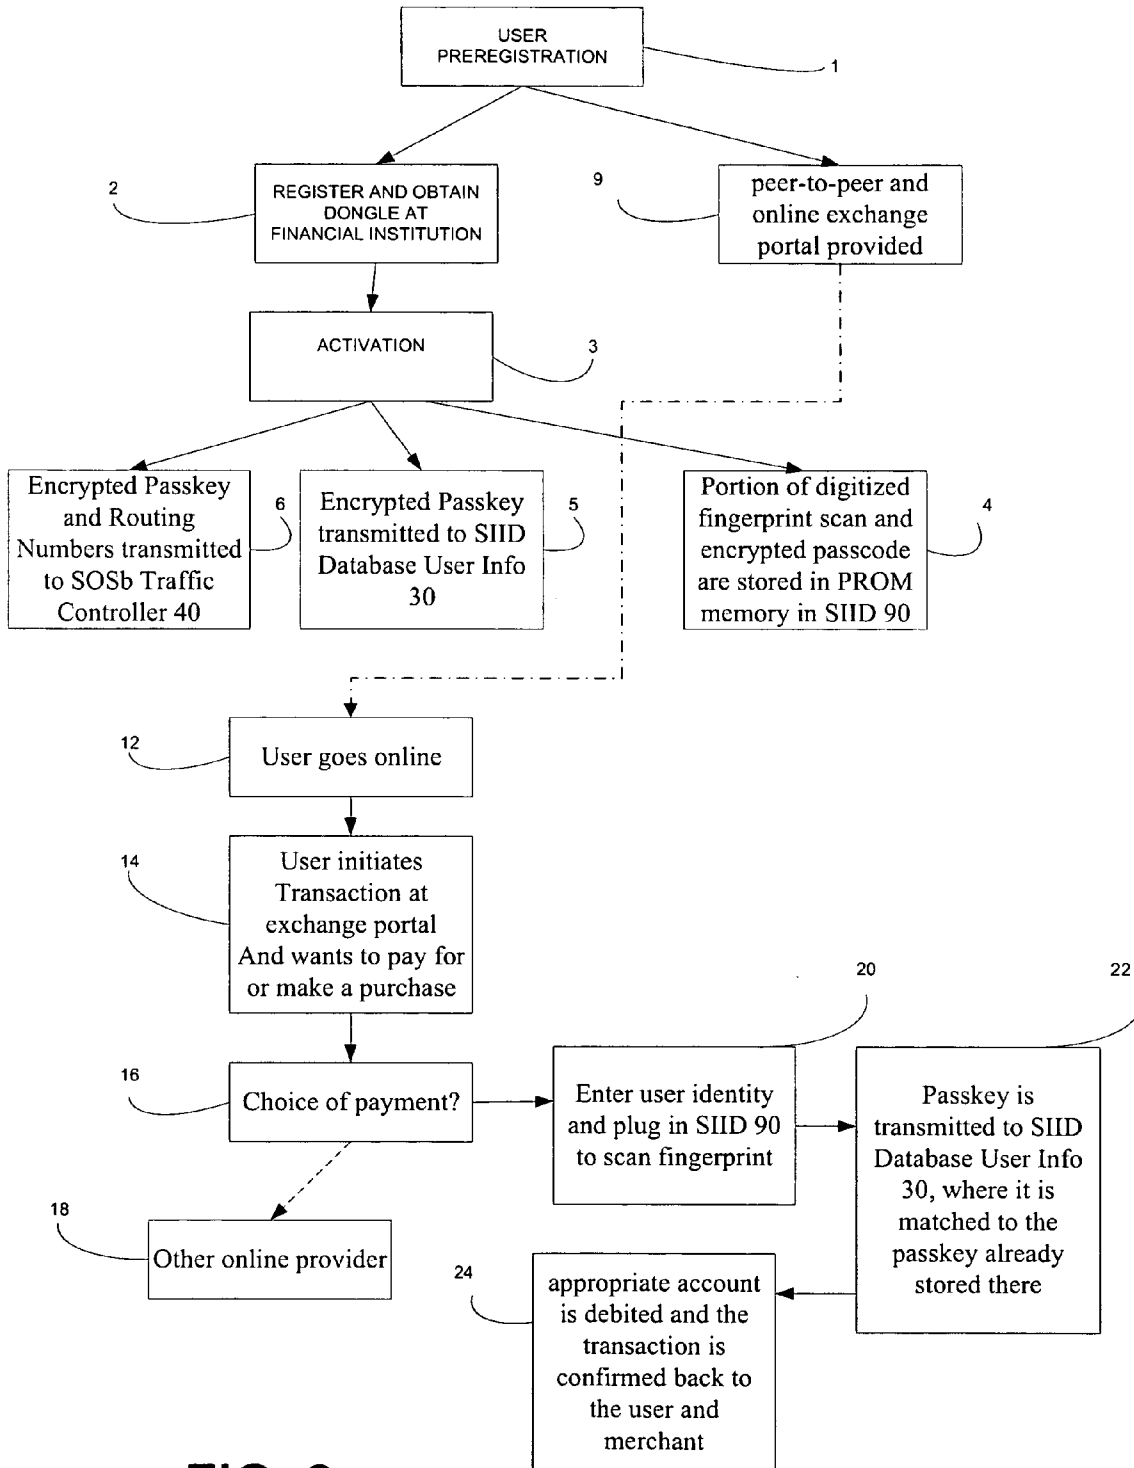 USER
PREREGISTRATION
1
2
REGISTER AND OBTAIN
DONGLE AT
FINANCIAL INSTITUTION
9
peer-to-peer and
online exchange
portal provided
ACTIVATION
3
Encrypted Passkey
and Routing
Numbers transmitted
to SOSb Traffic
Controller 40
6
Encrypted Passkey
transmitted to SIID
Database User Info
30
5
Portion of digitized
fingerprint scan and
encrypted passcode
are stored in PROM
memory in SIID 90
4
12
User goes online
14
User initiates
Transaction at
exchange portal
And wants to pay for
or make a purchase
16
Choice of payment?
20
Enter user identity
and plug in SIID 90
to scan fingerprint
22
Passkey is
transmitted to SIID
Database User Info
30, where it is
matched to the
passkey already
stored there
18
Other online provider
24
appropriate account
is debited and the
transaction is
confirmed back to
the user and
merchant